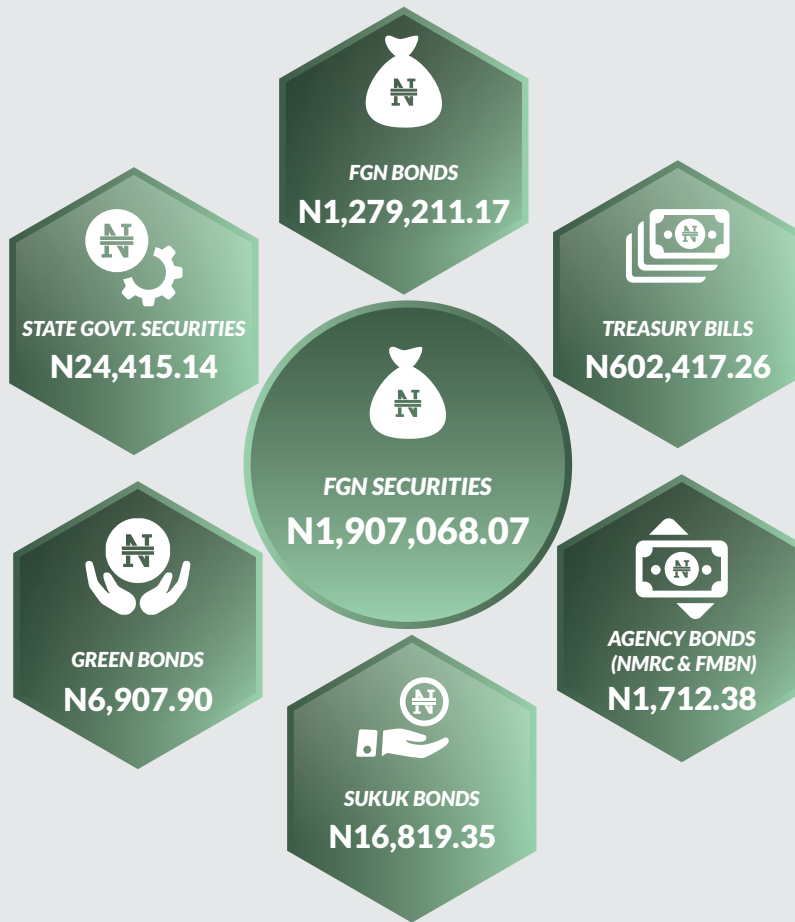 FGN BONDS
N1,279,211.17
STATE GOVT. SECURITIES
N24,415.14
TREASURY BILLS
N602,417.26
FGN SECURITIES
N1,907,068.07
GREEN BONDS
N6,907.90
AGENCY BONDS
(NMRC & FMBN)
N1,712.38
SUKUK BONDS
N16,819.35